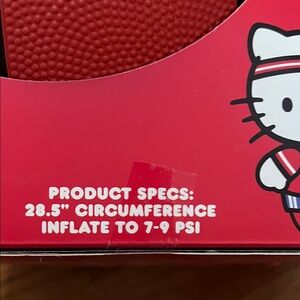 PRODUCT SPECS:
28.5" CIRCUMFERENCE
INFLATE TO 7-9 PSI